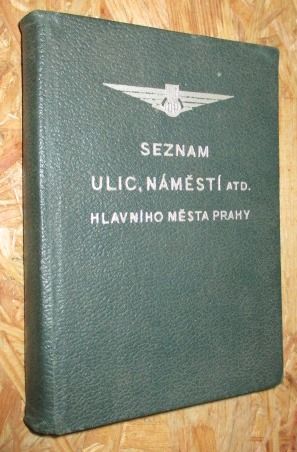 SEZNAM
ULIC, NÁMĚSTÍ ATD.
HLAVNÍHO MĚSTA PRAHY